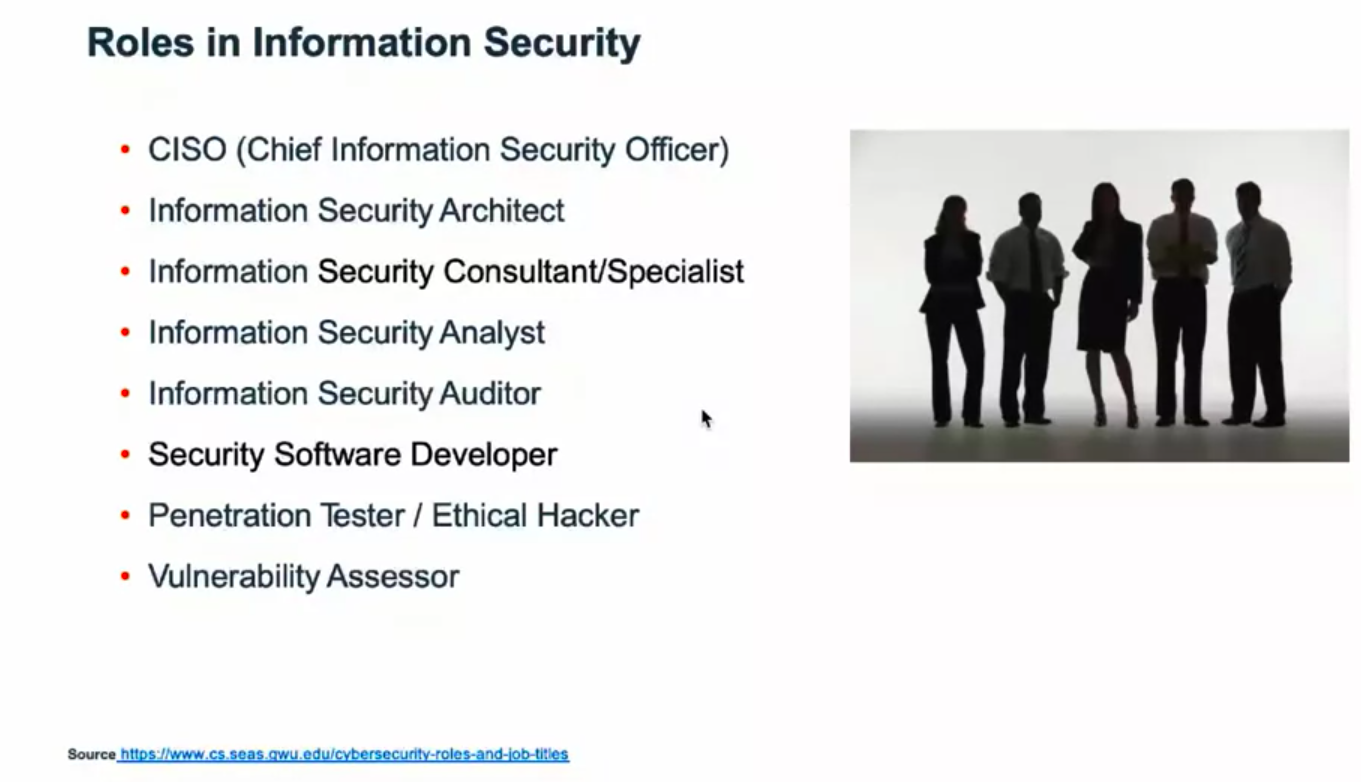 Roles in Information Security
• CISO (Chief Information Security Officer)
• Information Security Architect
• Information Security Consultant/Specialist
• Information Security Analyst
• Information Security Auditor
• Security Software Developer
• Penetration Tester / Ethical Hacker
• Vulnerability Assessor
Source https://www.cs.seas.gwu.edu/cybersecurity-roles-and-job-titles